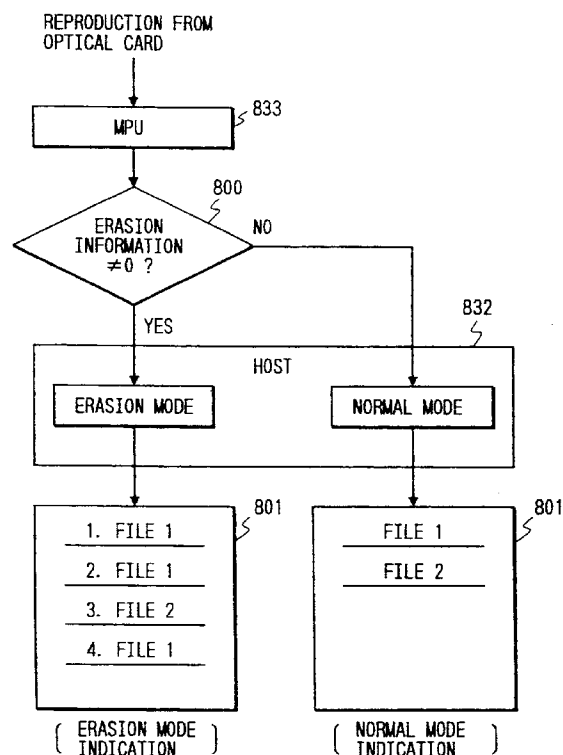 REPRODUCTION FROM
OPTICAL CARD
833
MPU
800
ERASION
INFORMATION
≠0 ?
NO
YES
832
HOST
ERASION MODE
NORMAL MODE
801
1. FILE 1
2. FILE 1
3. FILE 2
4. FILE 1
801
FILE 1
FILE 2
( ERASION MODE
INDICATION )
( NORMAL MODE
INDICATION )